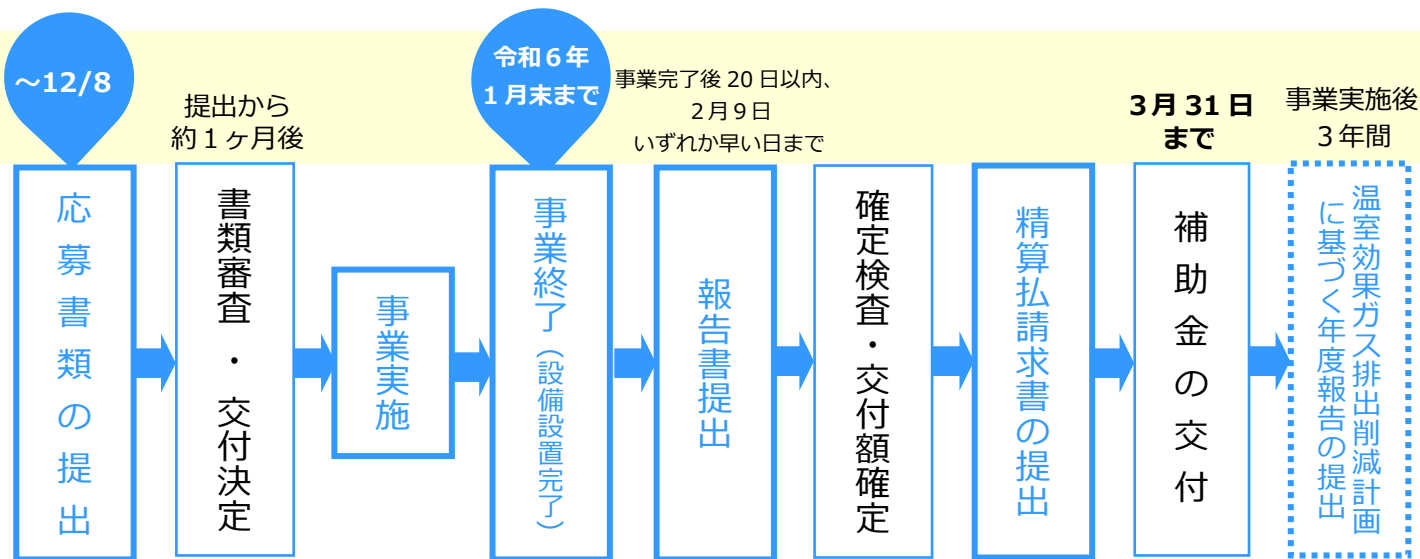 ～12/8
提出から
約１ヶ月後
令和６年
１月末まで
事業完了後 20 日以内、
２月９日
いずれか早い日まで
３月 31 日
まで
事業実施後
３年間
応募書類の提出
書類審査・交付決定
事業実施
事業終了（設備設置完了）
報告書提出
確定検査・交付額確定
精算払請求書の提出
補助金の交付
温室効果ガス排出削減計画
に基づく年度報告の提出